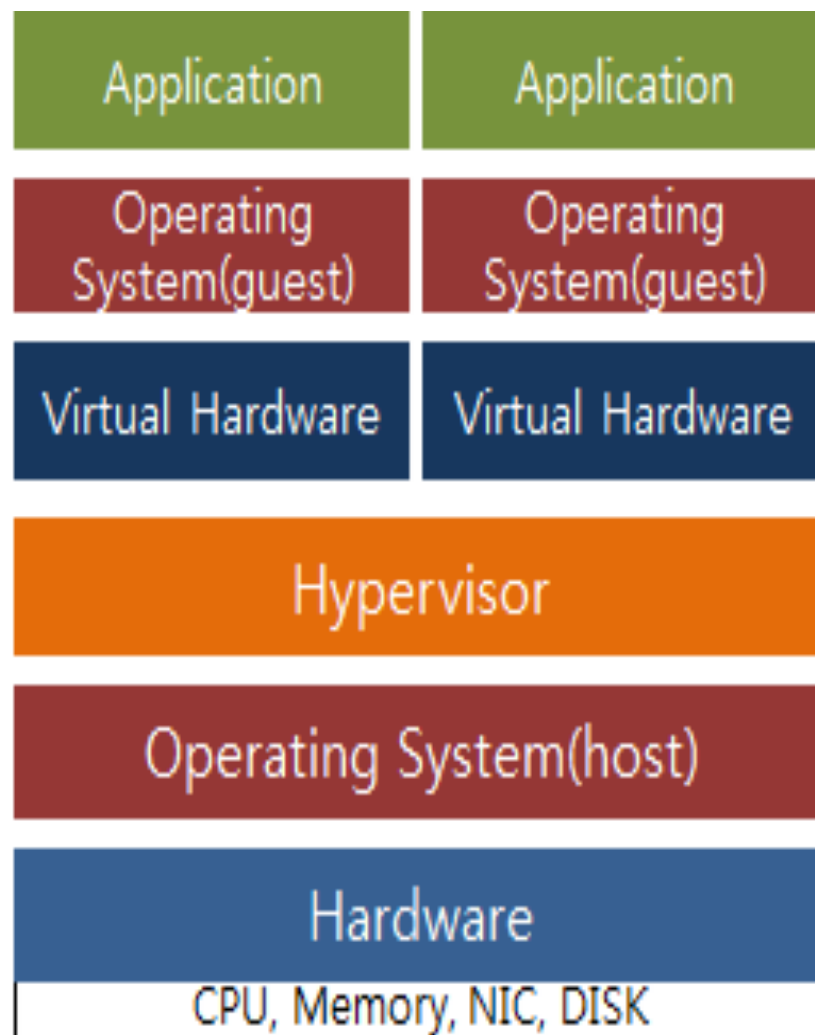 Application Application
Operating System(guest) Operating System(guest)
Virtual Hardware Virtual Hardware
Hypervisor
Operating System(host)
Hardware
CPU, Memory, NIC, DISK